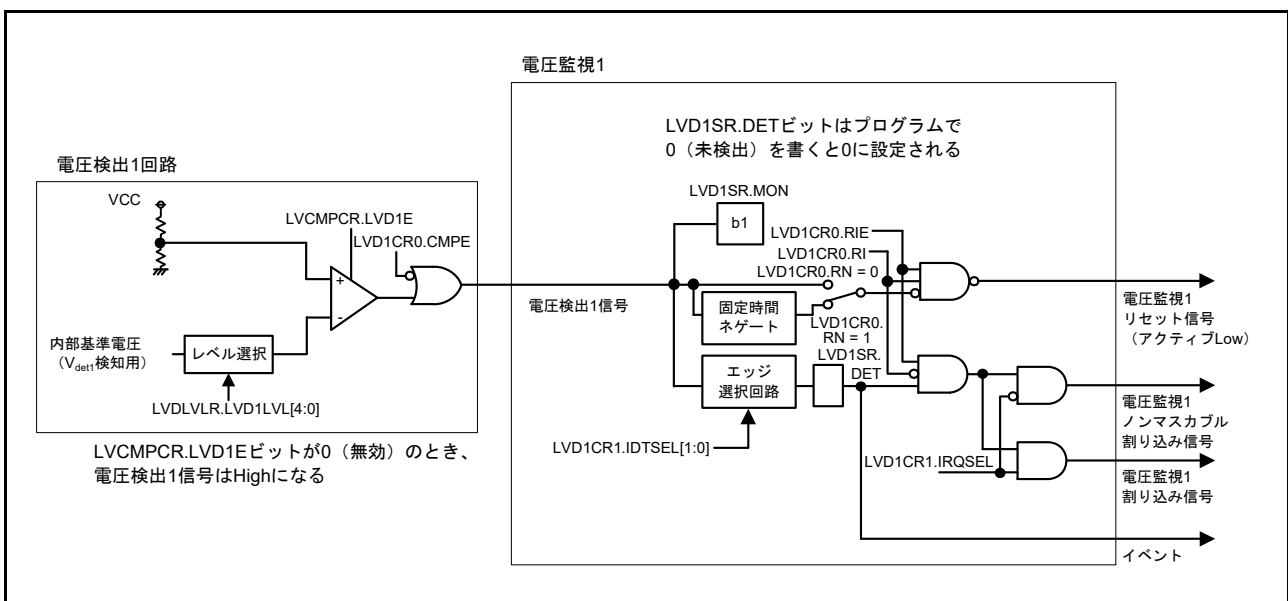 電圧監視1
LVD1SR.DETビットはプログラムで
0（未検出）を書くと0に設定される
電圧検出1回路
VCC
LVCMPCR.LVD1E
LVD1CR0.CMPE
+
-
内部基準電圧
（Vdet1検知用）
レベル選択
LVDLVLR.LVD1LVL[4:0]
LVCMPCR.LVD1Eビットが0（無効）のとき、
電圧検出1信号はHighになる
電圧検出1信号
LVD1SR.MON
b1
LVD1CR0.RIE
LVD1CR0.RI
LVD1CR0.RN = 0
固定時間
ネゲート
LVD1CR0.
RN = 1
LVD1SR.
DET
エッジ
選択回路
LVD1CR1.IDTSEL[1:0]
LVD1CR1.IRQSEL
電圧監視1
リセット信号
（アクティブLow）
電圧監視1
ノンマスカブル
割り込み信号
電圧監視1
割り込み信号
イベント